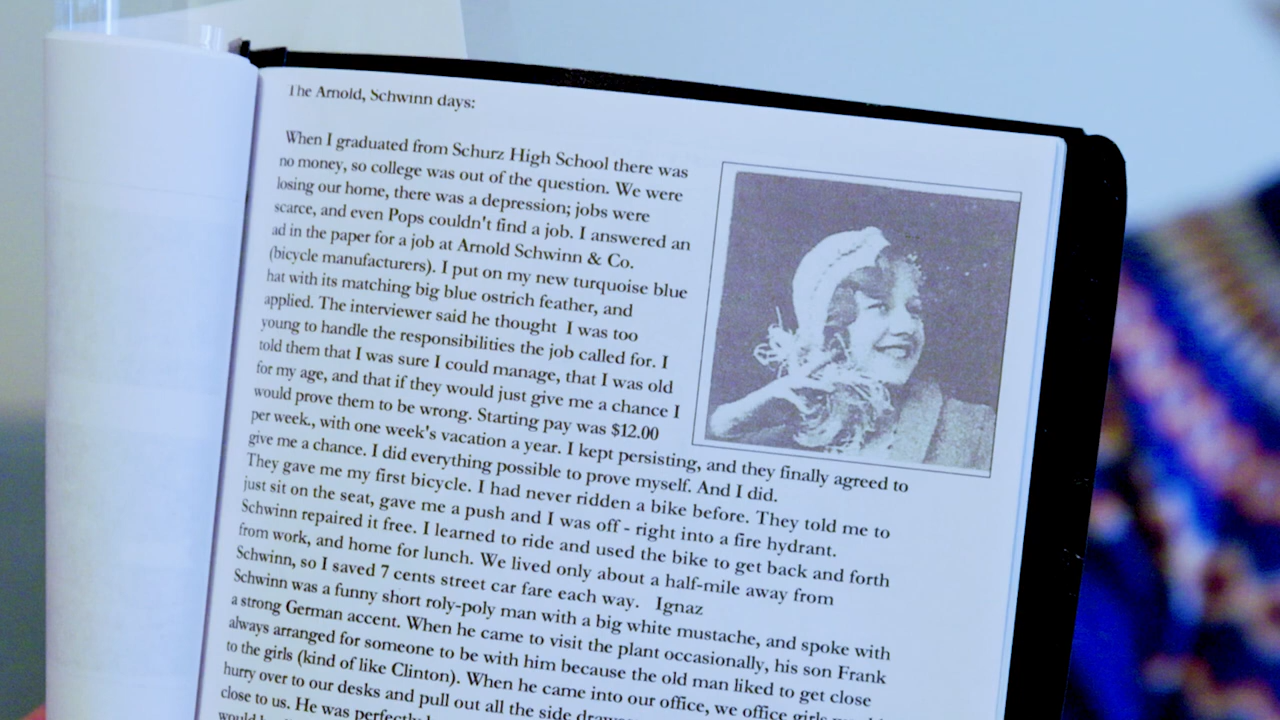 The Arnold, Schwinn days:
When I graduated from Schurz High School there was
no money, so college was out of the question. We were
losing our home, there was a depression; jobs were
scarce, and even Pops couldn't find a job. I answered an
ad in the paper for a job at Arnold Schwinn & Co.
(bicycle manufacturers). I put on my new turquoise blue
hat with its matching big blue ostrich feather, and
applied. The interviewer said he thought I was too
young to handle the responsibilities the job called for. I
told them that I was sure I could manage, that I was old
for my age, and that if they would just give me a chance I
would prove them to be wrong. Starting pay was $12.00
per week., with one week's vacation a year. I kept persisting, and they finally agreed to
give me a chance. I did everything possible to prove myself. And I did.
They gave me my first bicycle. I had never ridden a bike before. They told me to
just sit on the seat, gave me a push and I was off - right into a fire hydrant.
Schwinn repaired it free. I learned to ride and used the bike to get back and forth
from work, and home for lunch. We lived only about a half-mile away from
Schwinn, so I saved 7 cents street car fare each way. Ignaz
Schwinn was a funny short roly-poly man with a big white mustache, and spoke with
a strong German accent. When he came to visit the plant occasionally, his son Frank
always arranged for someone to be with him because the old man liked to get close
to the girls (kind of like Clinton). When he came into our office, we office girls
hurry over to our desks and pull out all the side
close to us. He was
would